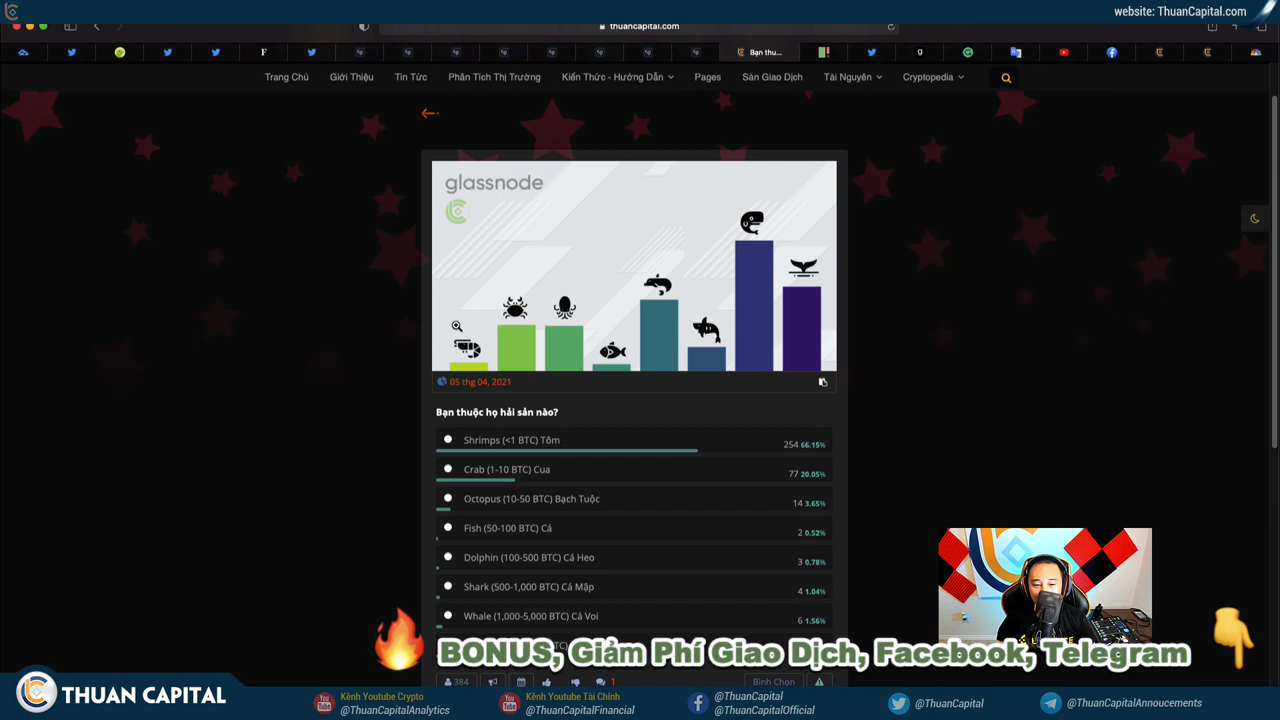 website: ThuanCapital.com
thuancapital.com
F
Bạn thu...
g
Trang Chủ
Giới Thiệu
Tin Tức
Phân Tích Thị Trường
Kiến Thức - Hướng Dẫn
Pages
Sàn Giao Dịch
Tài Nguyên
Cryptopedia
glassnode
05 thg 04, 2021
Bạn thuộc họ hải sản nào?
Shrimps (<1 BTC) Tôm
254 66.15%
Crab (1-10 BTC) Cua
77 20.05%
Octopus (10-50 BTC) Bạch Tuộc
14 3.65%
Fish (50-100 BTC) Cá
2 0.52%
Dolphin (100-500 BTC) Cá Heo
3 0.78%
Shark (500-1,000 BTC) Cá Mập
4 1.04%
Whale (1,000-5,000 BTC) Cá Voi
6 1.56%
BONUS, Giảm Phí Giao Dịch, Facebook, Telegram
384
1
Bình Chọn
THUAN CAPITAL
Kênh Youtube Crypto
@ThuanCapitalAnalytics
Kênh Youtube Tài Chính
@ThuanCapitalFinancial
@ThuanCapital
@ThuanCapitalOfficial
@ThuanCapital
@ThuanCapitalAnnoucements